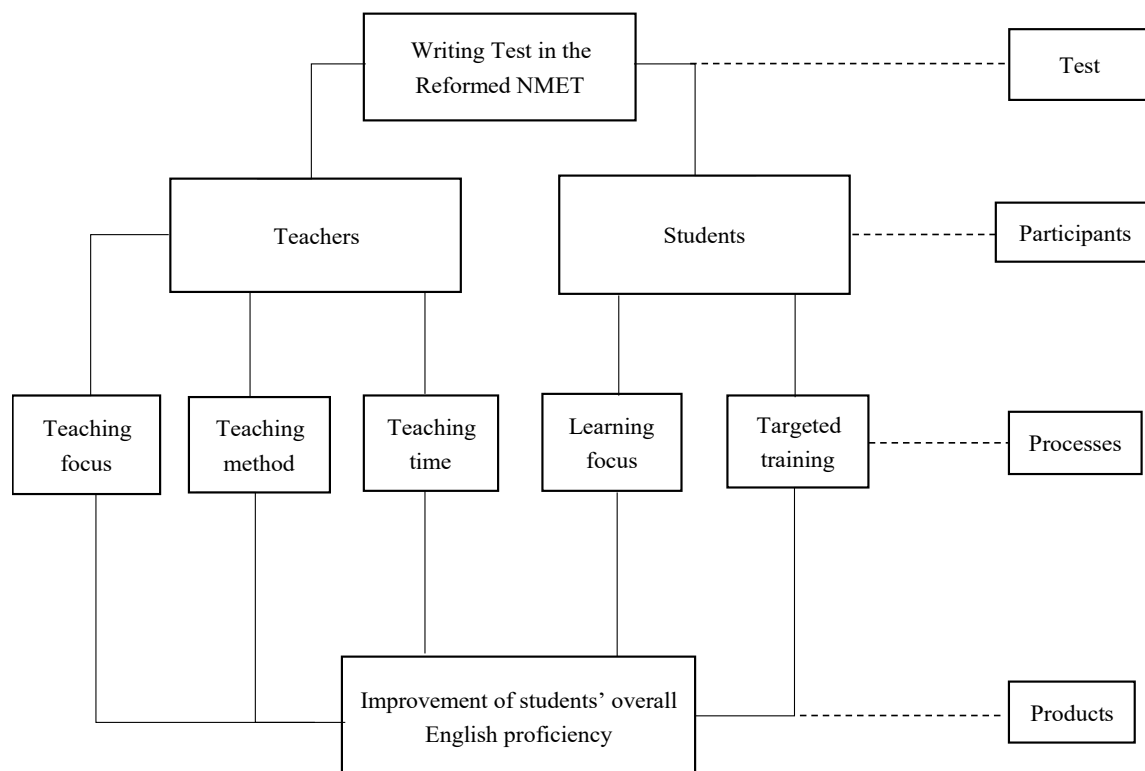 Writing Test in the
Reformed NMET
Test
Teachers
Students
Participants
Teaching
focus
Teaching
method
Teaching
time
Learning
focus
Targeted
training
Processes
Improvement of students’ overall
English proficiency
Products